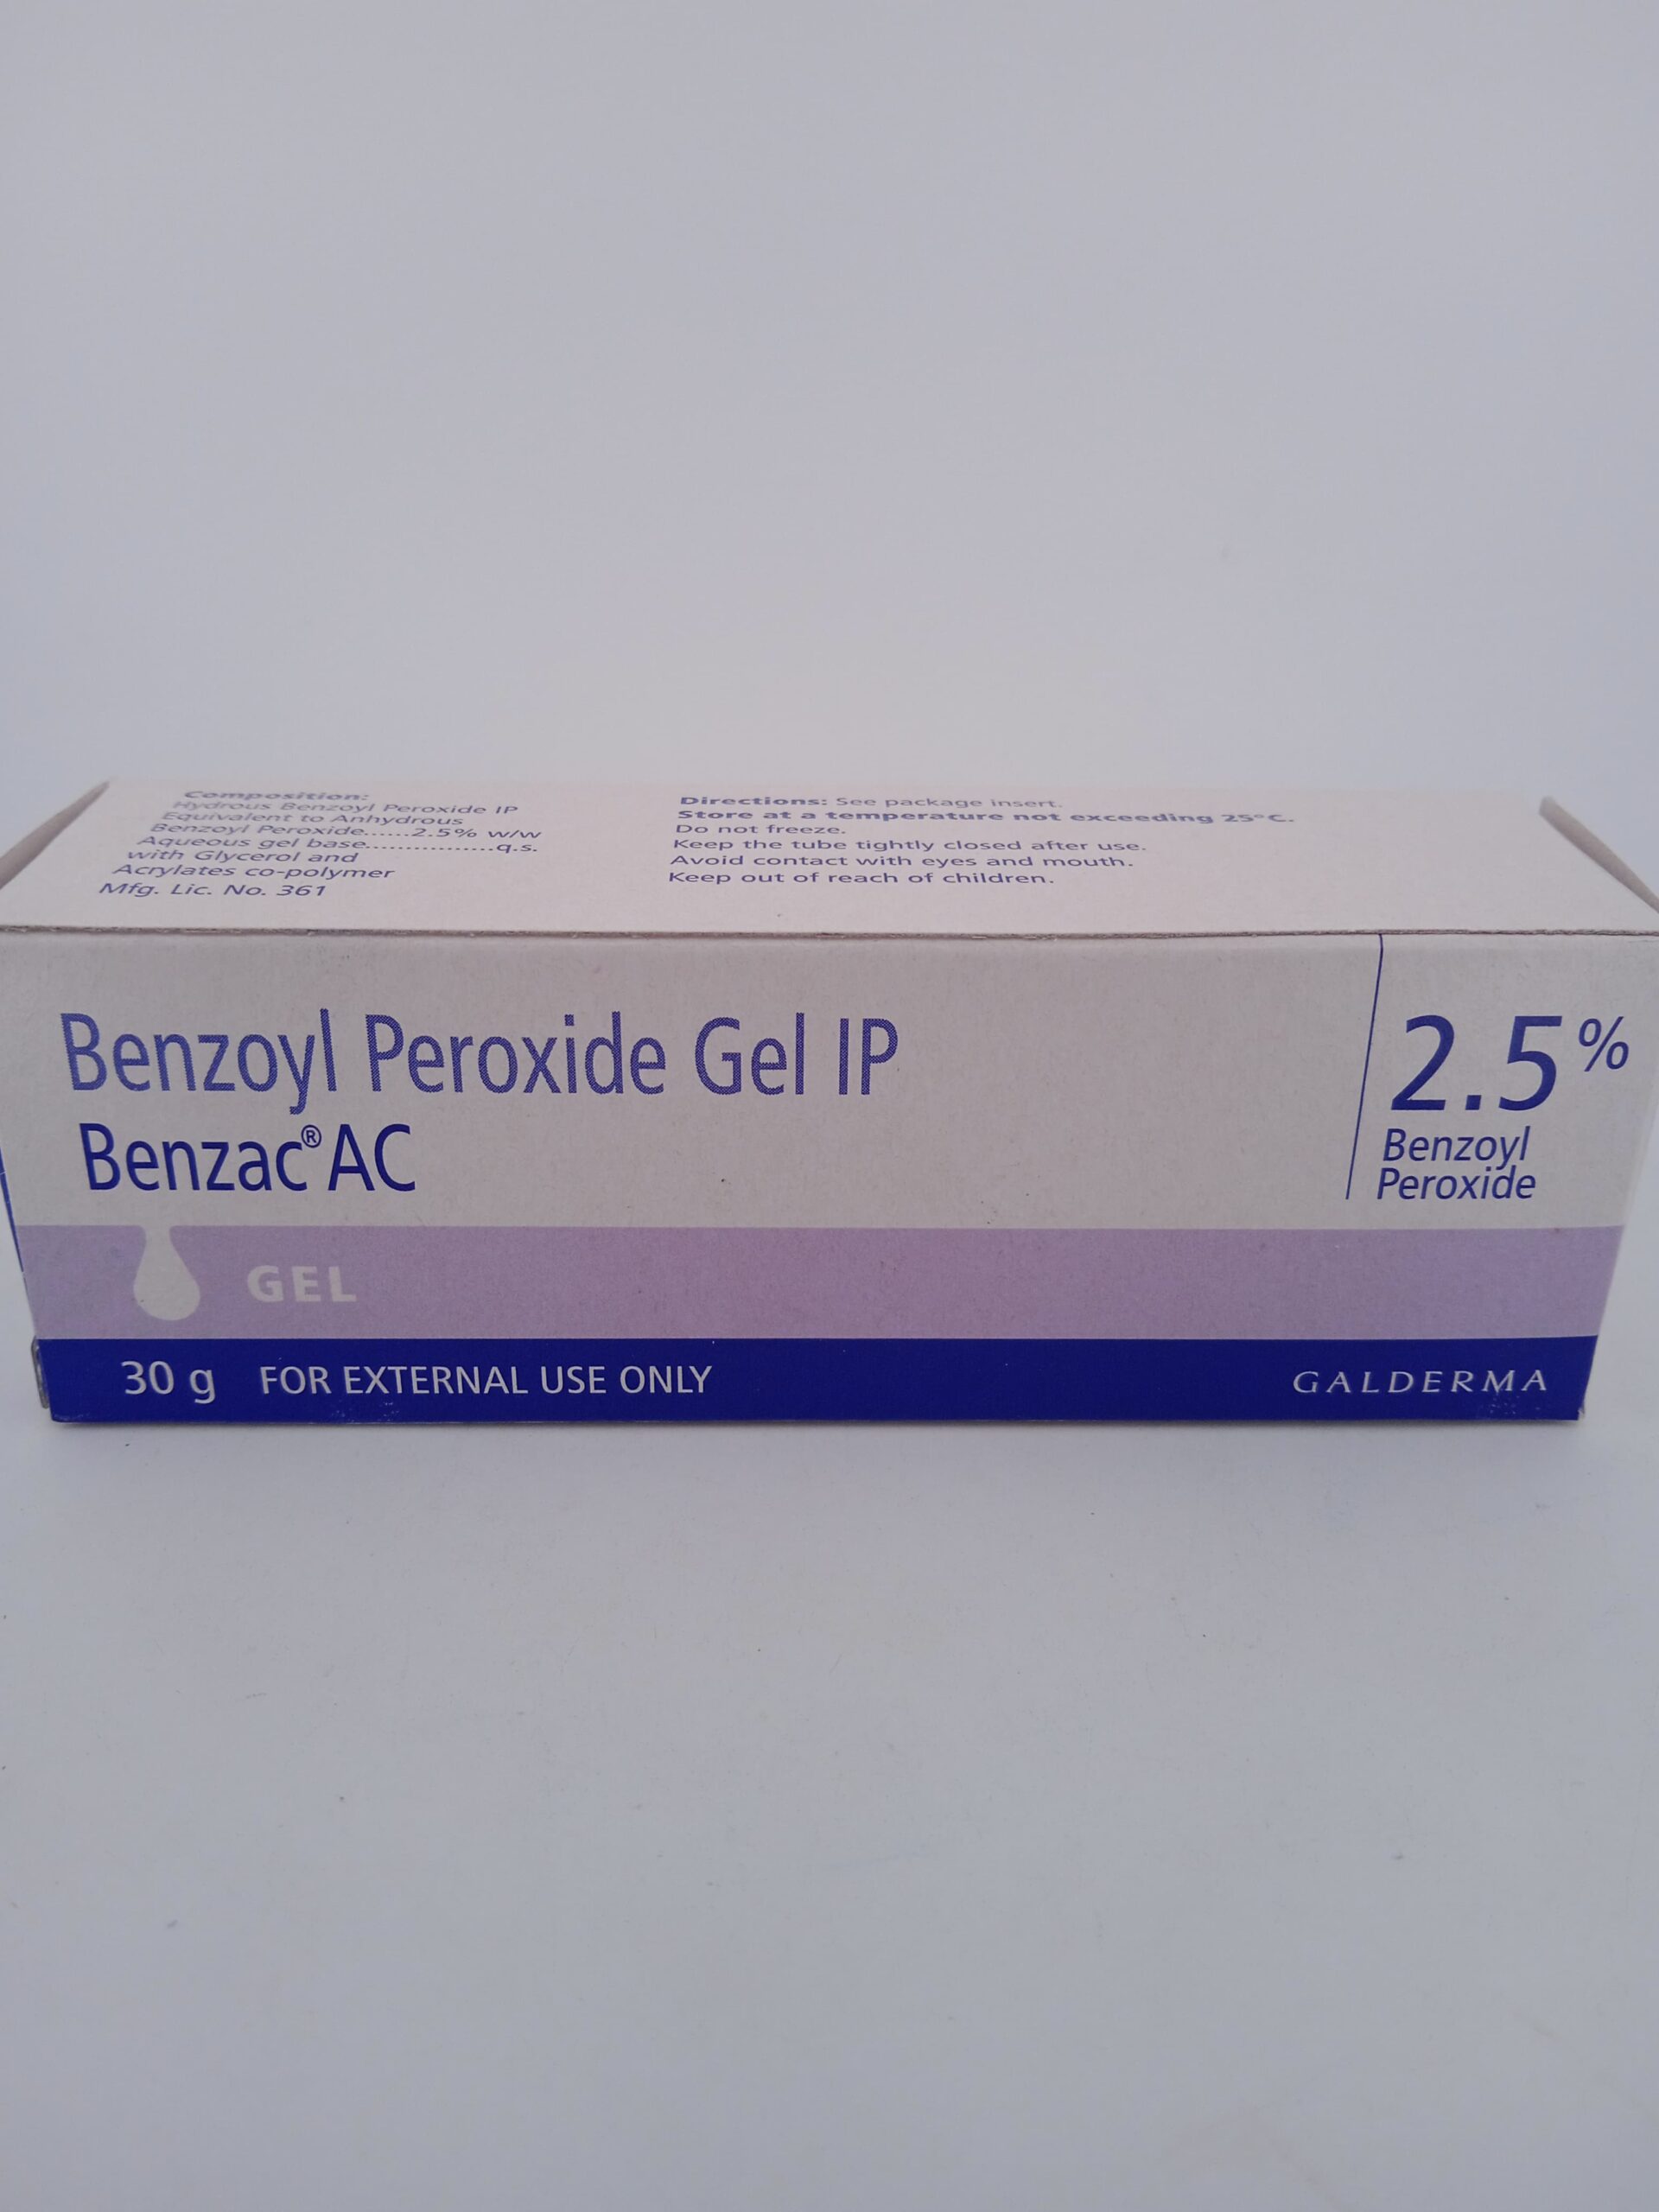 Composition:
Hydrous Benzoyl Peroxide IP
Equivalent to Anhydrous
Benzoyl Peroxide......2.5% w/w
Aqueous gel base.................q.s.
with Glycerol and
Acrylates co-polymer
Mfg. Lic. No. 361
Directions: See package insert.
Store at a temperature not exceeding 25°C.
Do not freeze.
Keep the tube tightly closed after use.
Avoid contact with eyes and mouth.
Keep out of reach of children.
Benzoyl Peroxide Gel IP
Benzac® AC
2.5%
Benzoyl
Peroxide
GEL
30 g FOR EXTERNAL USE ONLY
GALDERMA